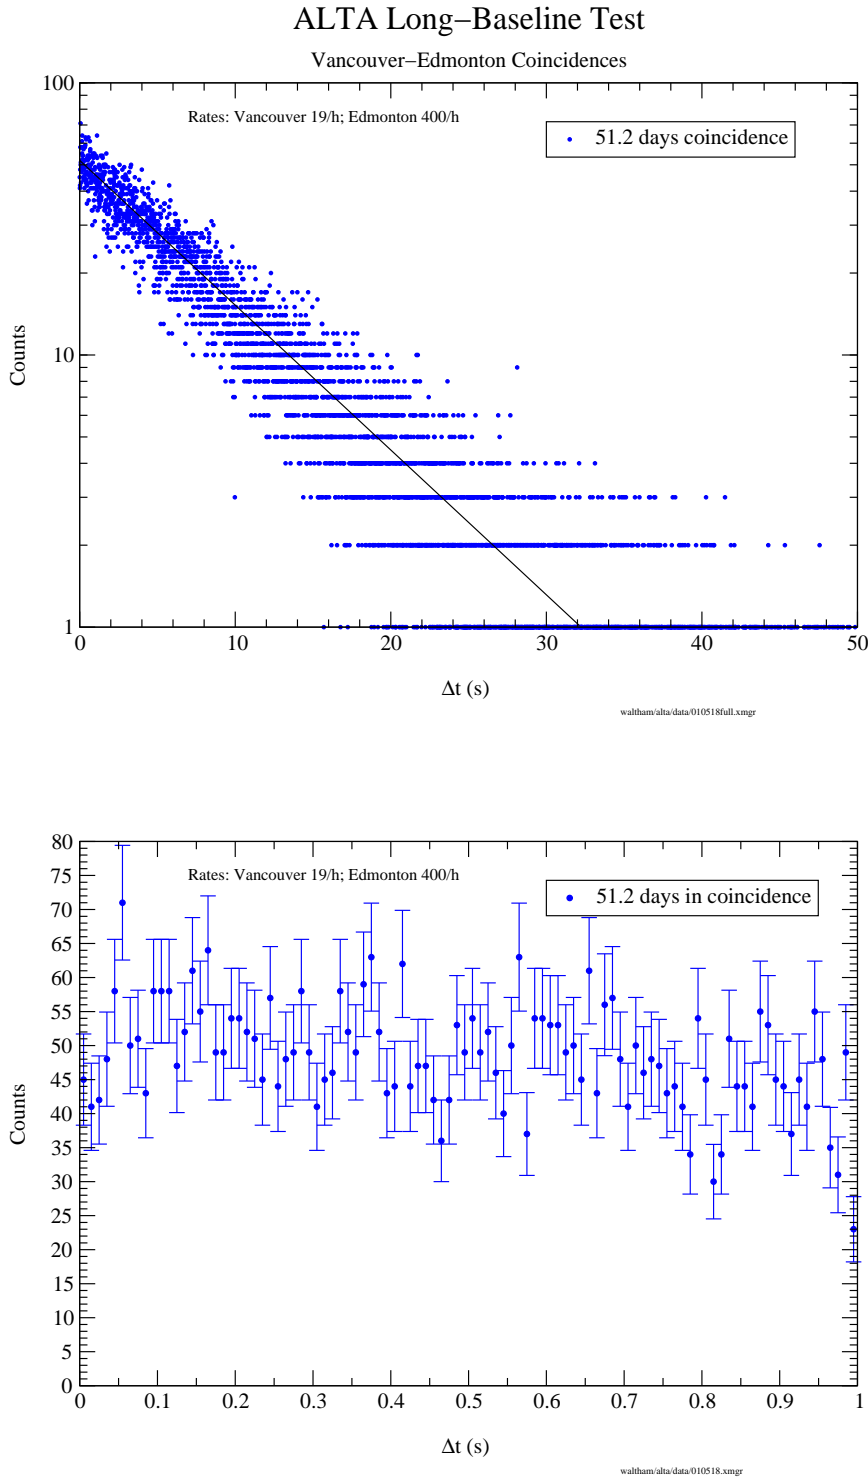 ALTA Long−Baseline Test
Vancouver−Edmonton Coincidences
100
Rates: Vancouver 19/h; Edmonton 400/h
51.2 days coincidence
10
Counts
1
0 10 20 30 40 50
Δt (s)
waltham/alta/data/010518full.xmgr
80
75
70
65
60
55
50
45
40
35
30
25
20
15
10
5
0
Rates: Vancouver 19/h; Edmonton 400/h
51.2 days in coincidence
Counts
0 0.1 0.2 0.3 0.4 0.5 0.6 0.7 0.8 0.9 1
Δt (s)
waltham/alta/data/010518.xmgr